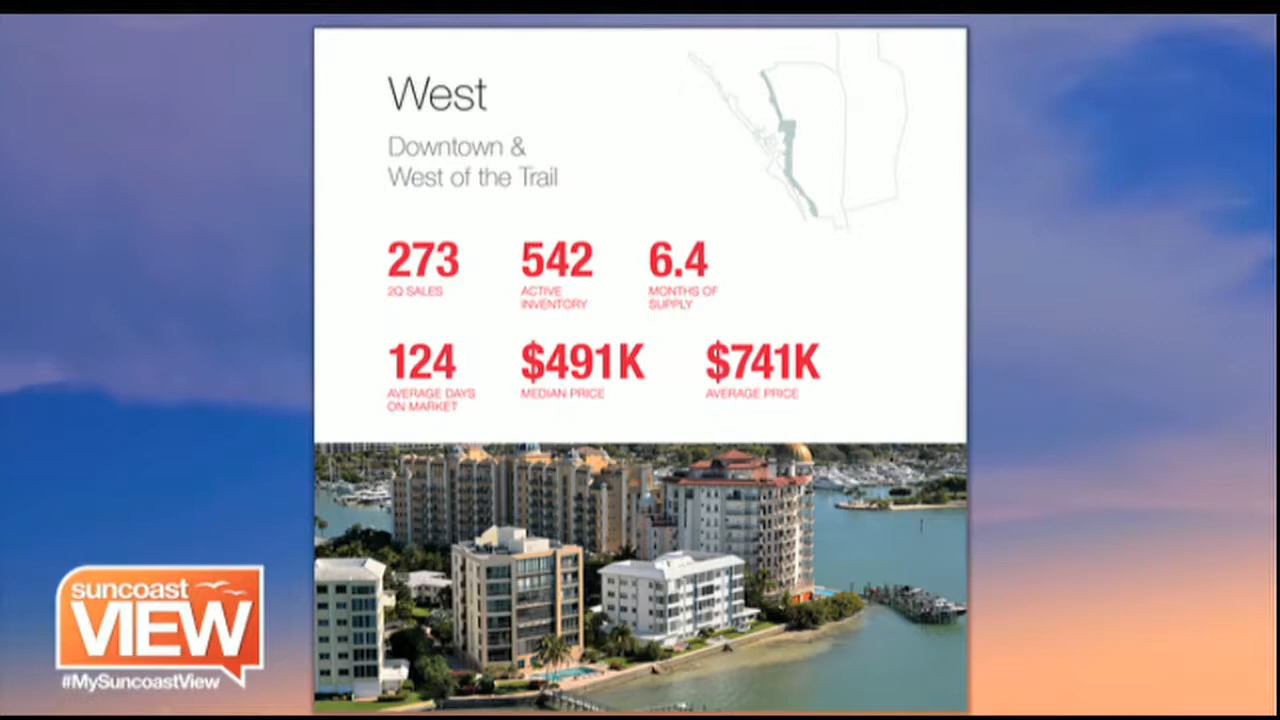 West
Downtown &
West of the Trail
273
2Q SALES
542
ACTIVE
INVENTORY
6.4
MONTHS OF
SUPPLY
124
AVERAGE DAYS
ON MARKET
$491K
MEDIAN PRICE
$741K
AVERAGE PRICE
suncoast
VIEW
#MySuncoastView